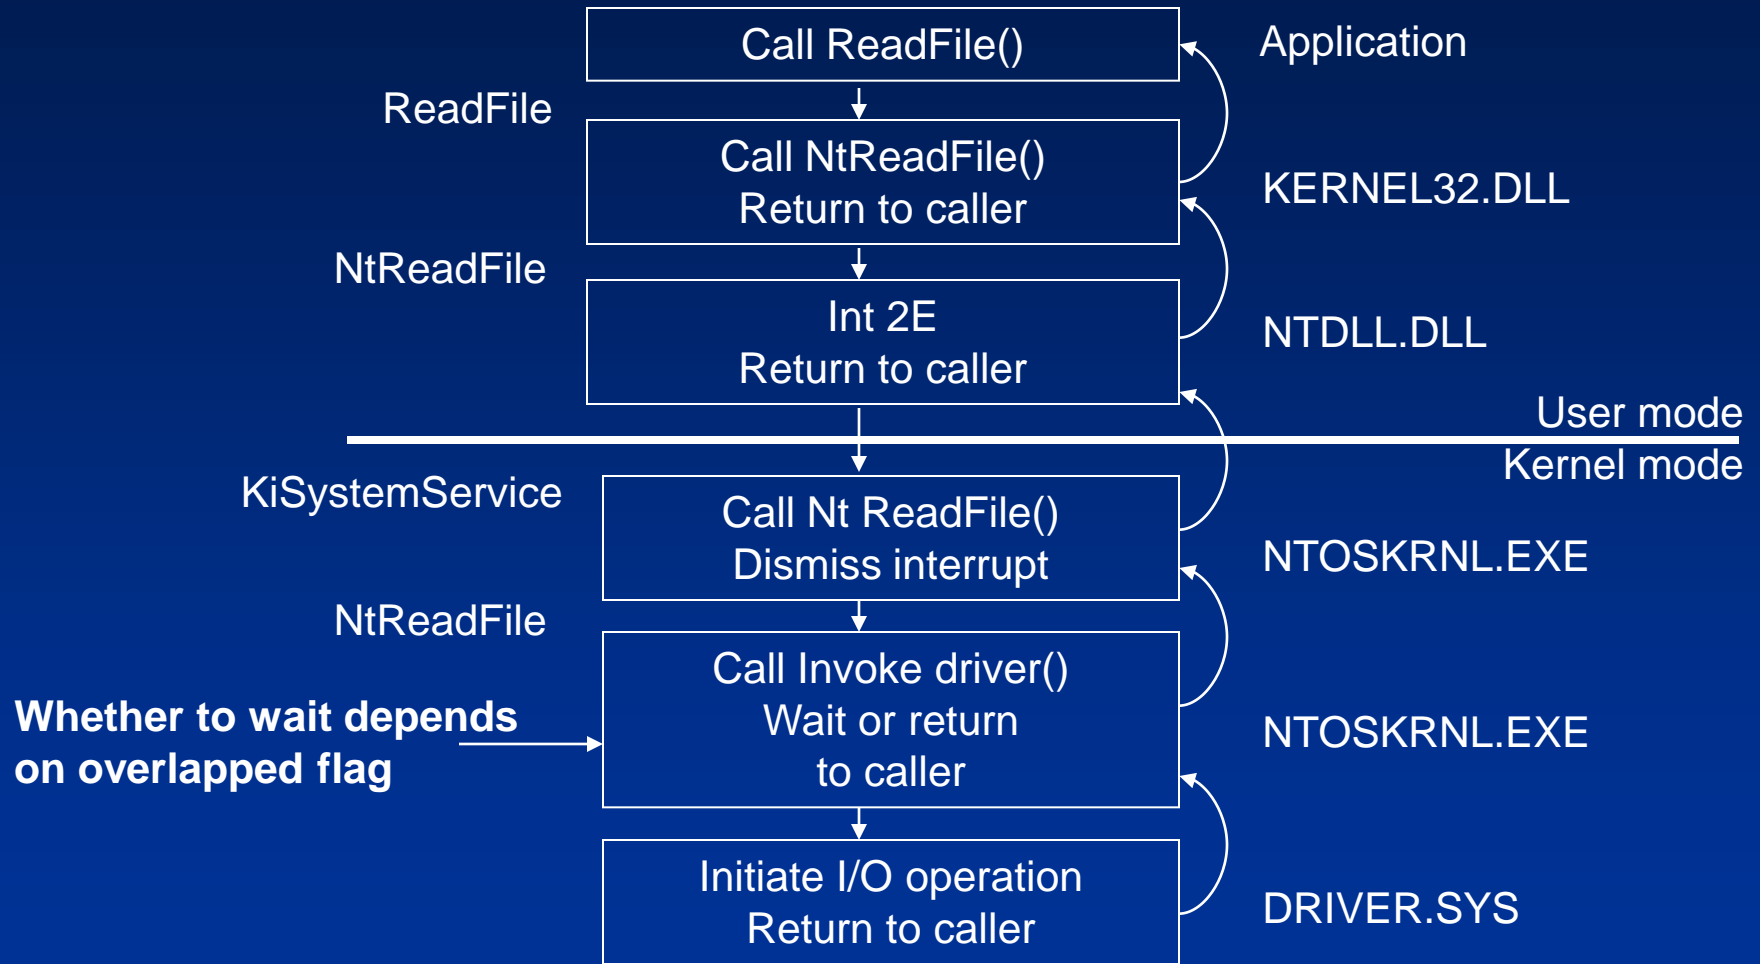 Call ReadFile()
Application
ReadFile
Call NtReadFile()
Return to caller
KERNEL32.DLL
NtReadFile
Int 2E
Return to caller
NTDLL.DLL
User mode
Kernel mode
KiSystemService
Call Nt ReadFile()
Dismiss interrupt
NTOSKRNL.EXE
NtReadFile
Call Invoke driver()
Wait or return
to caller
Whether to wait depends
on overlapped flag
NTOSKRNL.EXE
Initiate I/O operation
Return to caller
DRIVER.SYS